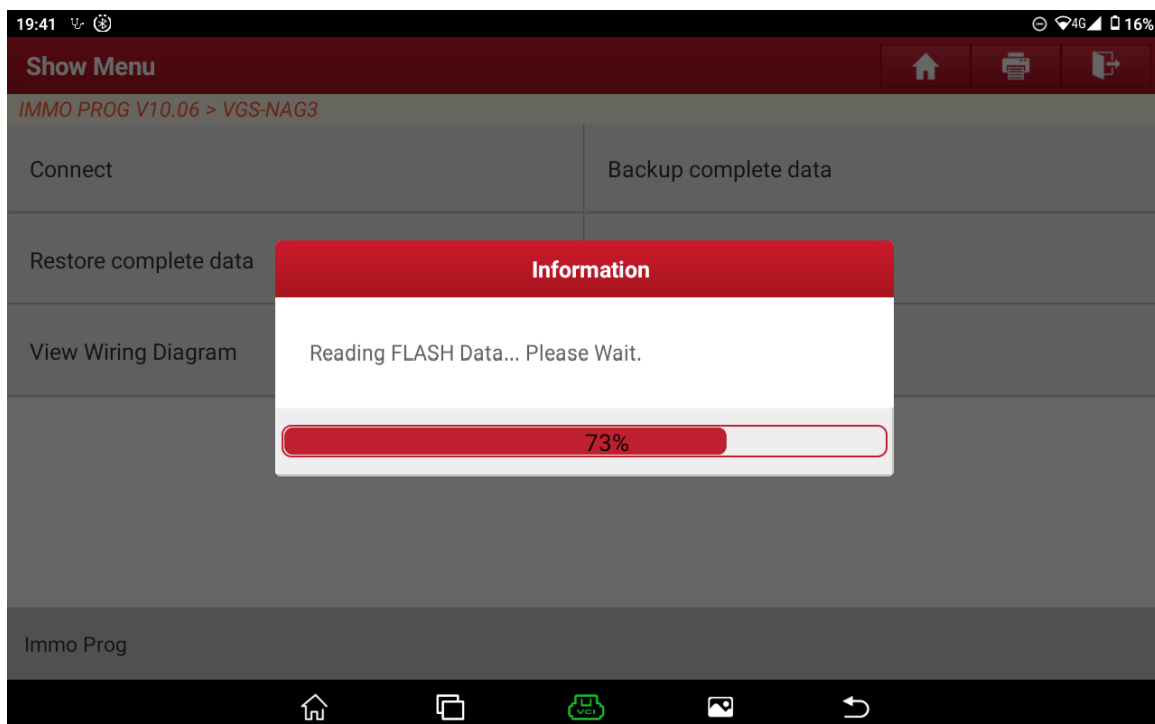 19:41 4G 16%
Show Menu
IMMO PROG V10.06 > VGS-NAG3
Connect Backup complete data
Restore complete data
Information
View Wiring Diagram
Reading FLASH Data... Please Wait.
73%
Immo Prog
VCI